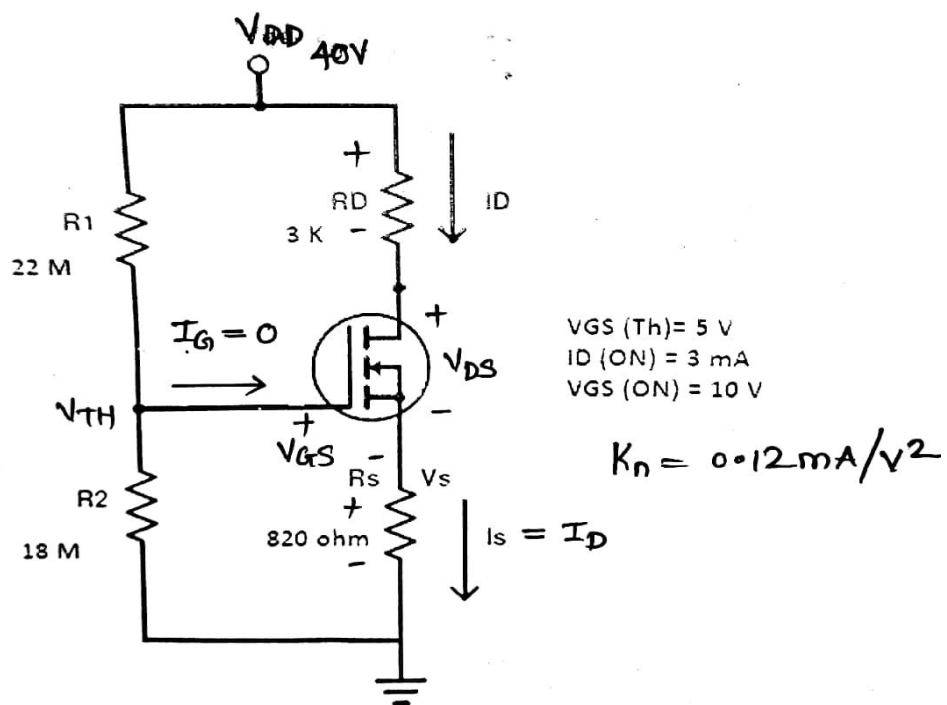 VDD 40V
+
RD
3 K
-
ID
R1
22 M
IG = 0
+
VDS
-
VGS (Th)= 5 V
ID (ON) = 3 mA
VGS (ON) = 10 V
VTH
+
VGS
-
Kn = 0.12mA/V2
R2
18 M
Rs Vs
+
820 ohm
-
Is = ID